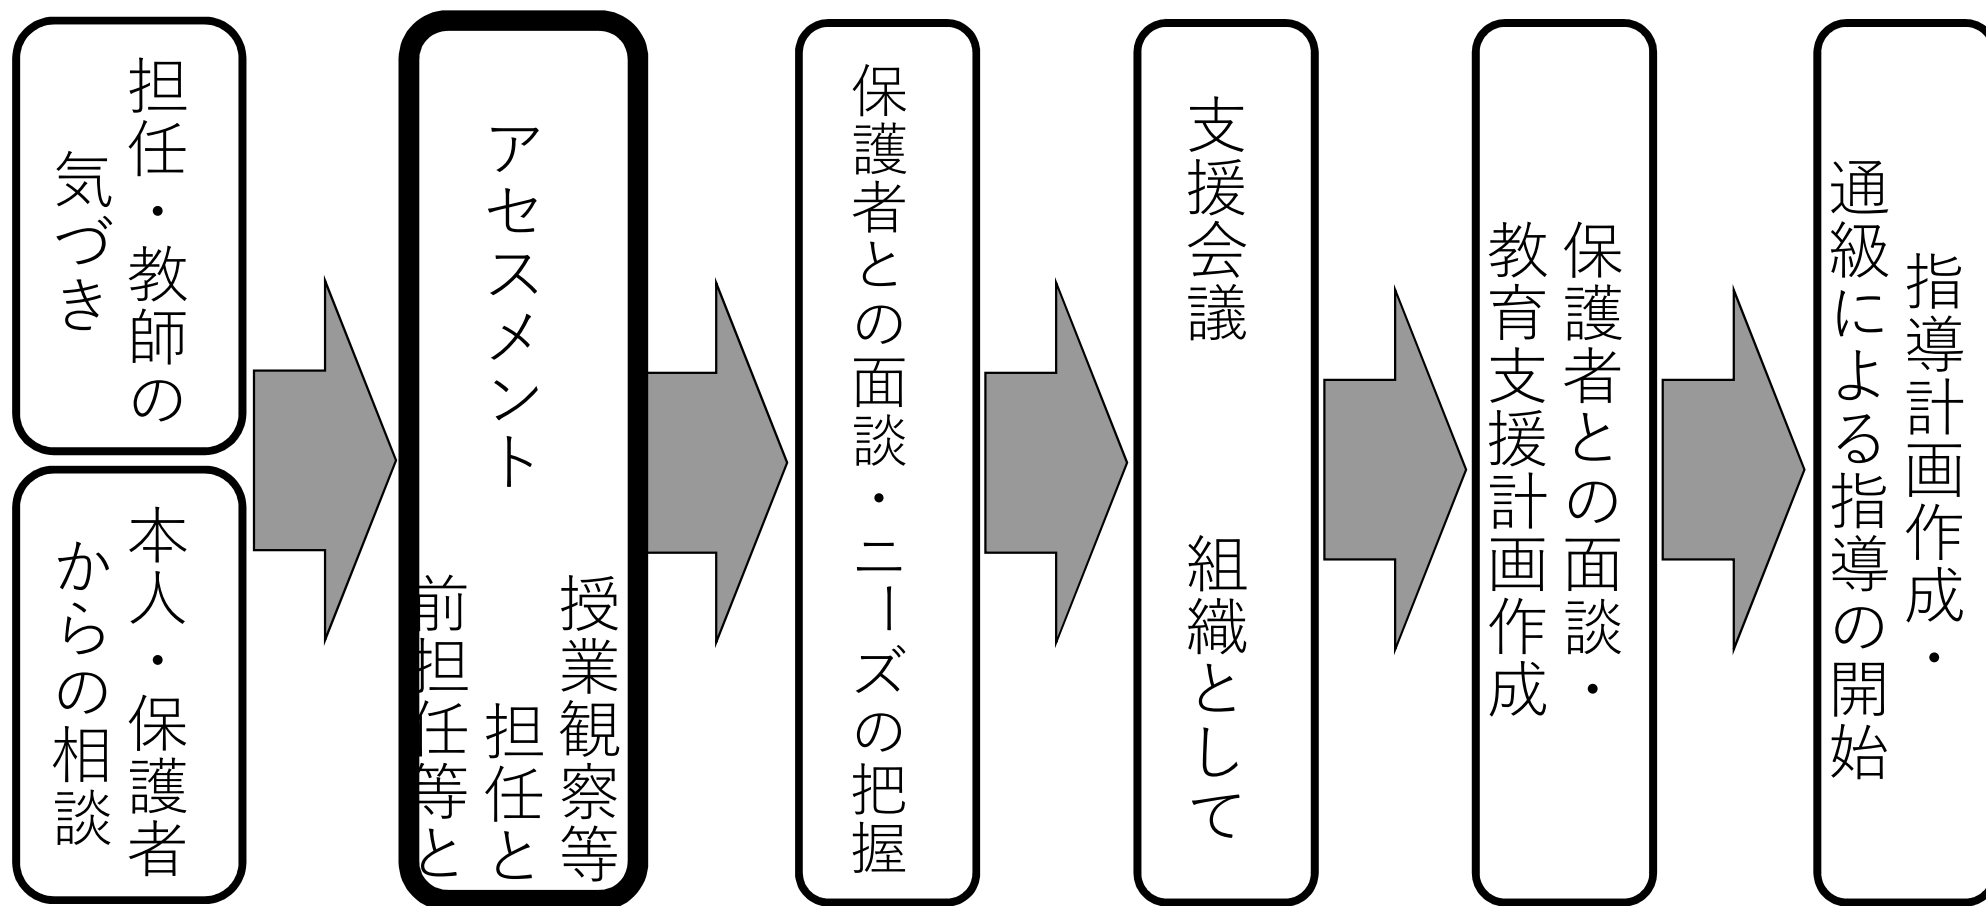 担任・教師の
気づき
本人・保護者
からの相談
アセスメント
授業観察等
担任と
前担任等と
保護者との面談・ニーズの把握
支援会議　組織として
保護者との面談・
教育支援計画作成
指導計画作成・
通級による指導の開始